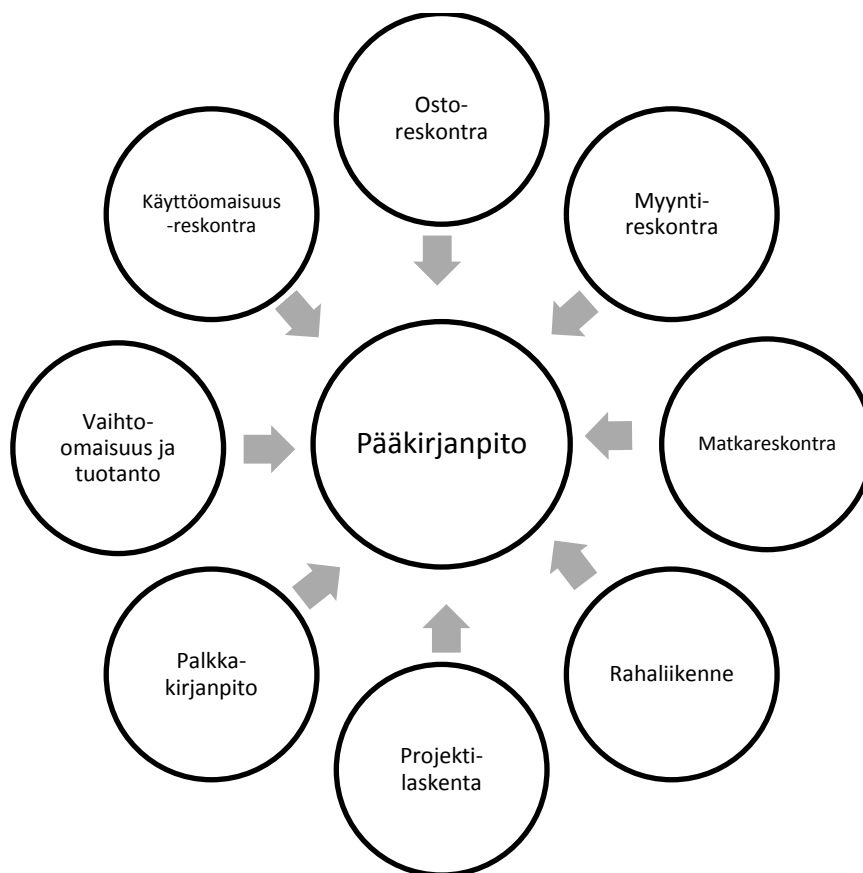 Osto-
reskontra
Käyttöomaisuus
-reskontra
Myynti-
reskontra
Vaihto-
omaisuus ja
tuotanto
Pääkirjanpito
Matkareskontra
Palkka-
kirjanpito
Rahaliikenne
Projekti-
laskenta